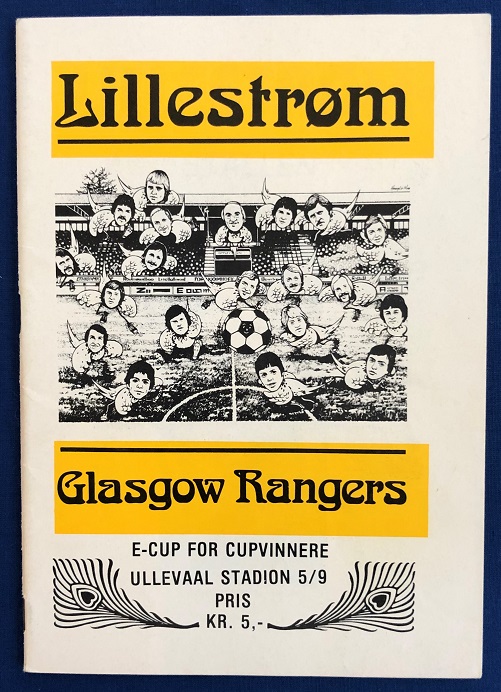 Lillestrøm
Glasgow Rangers
E-CUP FOR CUPVINNERE
ULLEVAAL STADION 5/9
PRIS
KR. 5,-